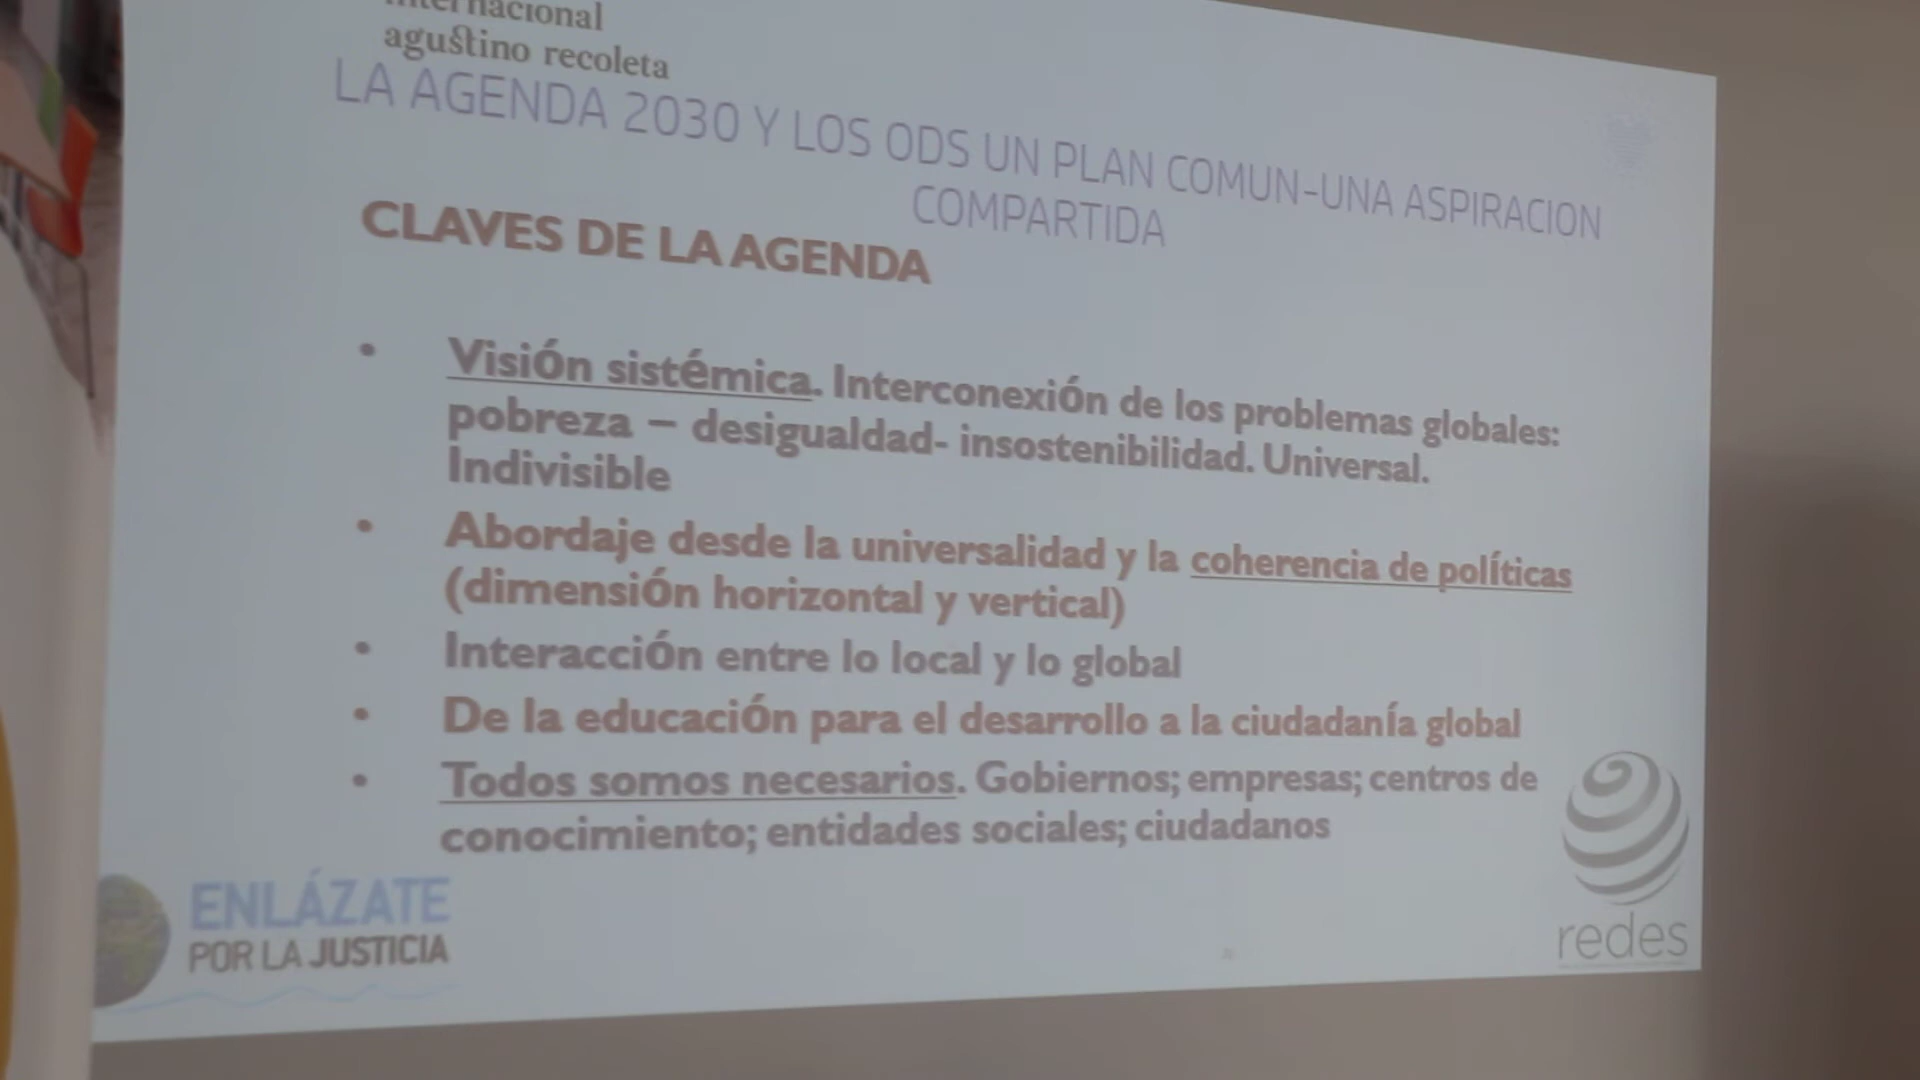 internacional
agustino recoleta
LA AGENDA 2030 Y LOS ODS UN PLAN COMUN-UNA ASPIRACION
COMPARTIDA
CLAVES DE LA AGENDA
• Visión sistémica. Interconexión de los problemas globales:
pobreza – desigualdad- insostenibilidad. Universal.
Indivisible
• Abordaje desde la universalidad y la coherencia de políticas
(dimensión horizontal y vertical)
• Interacción entre lo local y lo global
• De la educación para el desarrollo a la ciudadanía global
• Todos somos necesarios. Gobiernos; empresas; centros de
conocimiento; entidades sociales; ciudadanos
ENLÁZATE
POR LA JUSTICIA
redes